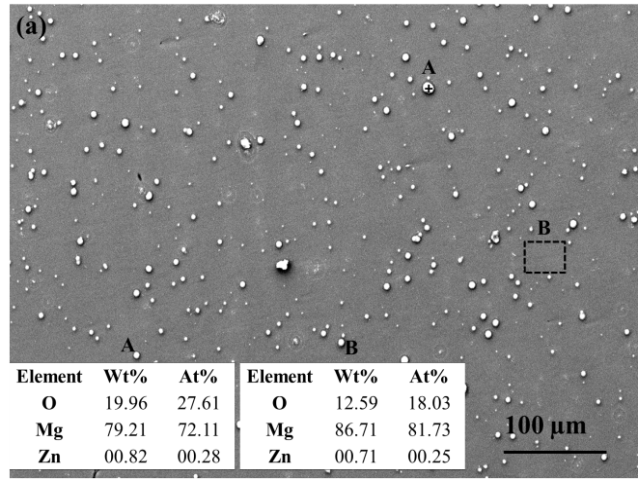 (a)
A
B
A
B
Element Wt% At%
O 19.96 27.61
Mg 79.21 72.11
Zn 00.82 00.28
Element Wt% At%
O 12.59 18.03
Mg 86.71 81.73
Zn 00.71 00.25
100 µm